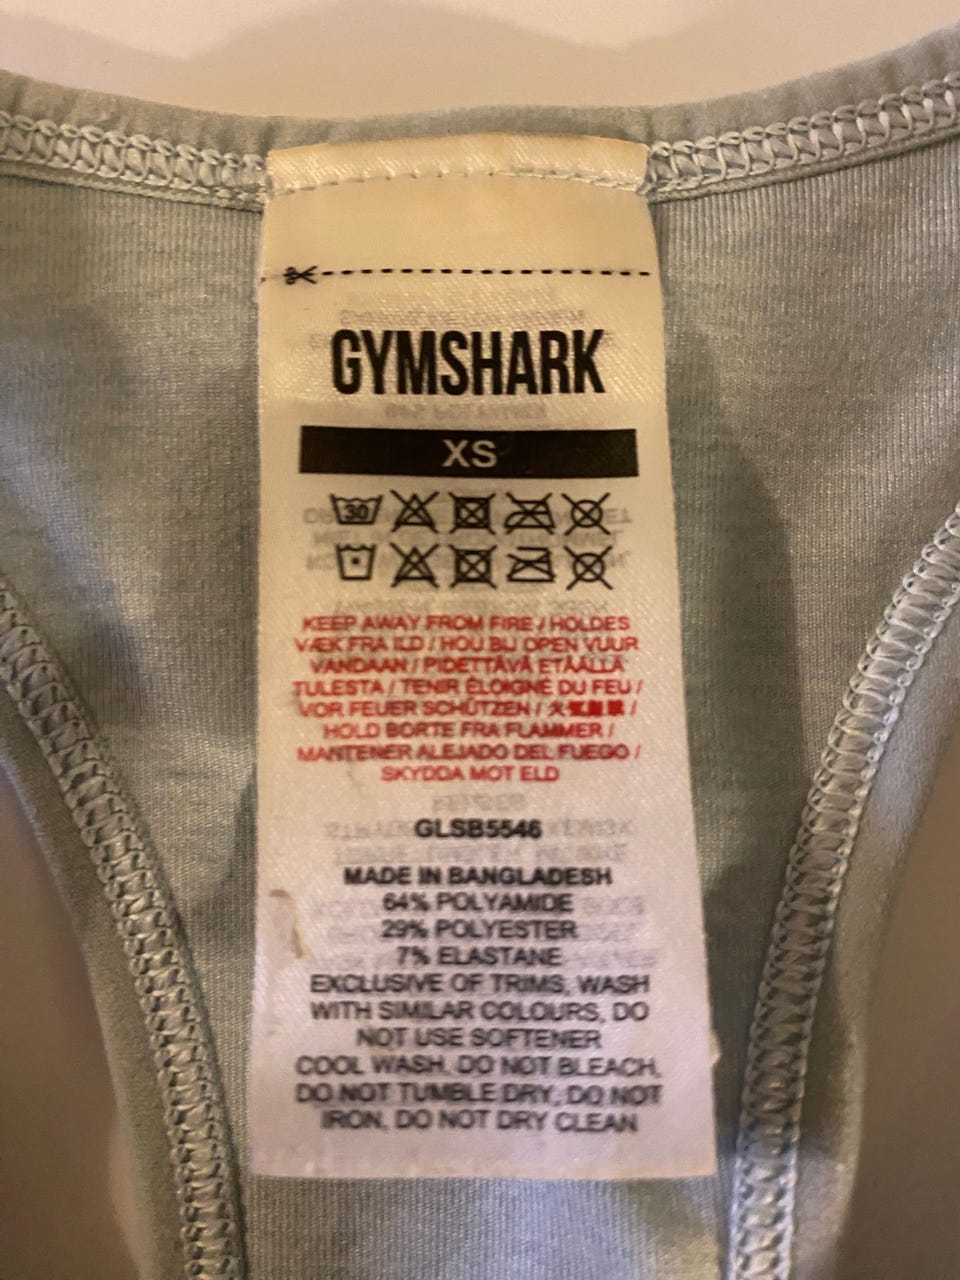 GYMSHARK
XS
30
KEEP AWAY FROM FIRE / HOLDES
VÆK FRA ILD / HOU BIJ OPEN VUUR
VANDAAN / PIDETTÄVÄ ETÄÄLLÄ
TULESTA / TENIR ÉLOIGNÉ DU FEU /
VOR FEUER SCHÜTZEN / /
HOLD BORTE FRA FLAMMER /
MANTENER ALEJADO DEL FUEGO /
SKYDDA MOT ELD
GLSB5546
MADE IN BANGLADESH
64% POLYAMIDE
29% POLYESTER
7% ELASTANE
EXCLUSIVE OF TRIMS, WASH
WITH SIMILAR COLOURS, DO
NOT USE SOFTENER
COOL WASH, DO NOT BLEACH,
DO NOT TUMBLE DRY, DO NOT
IRON, DO NOT DRY CLEAN